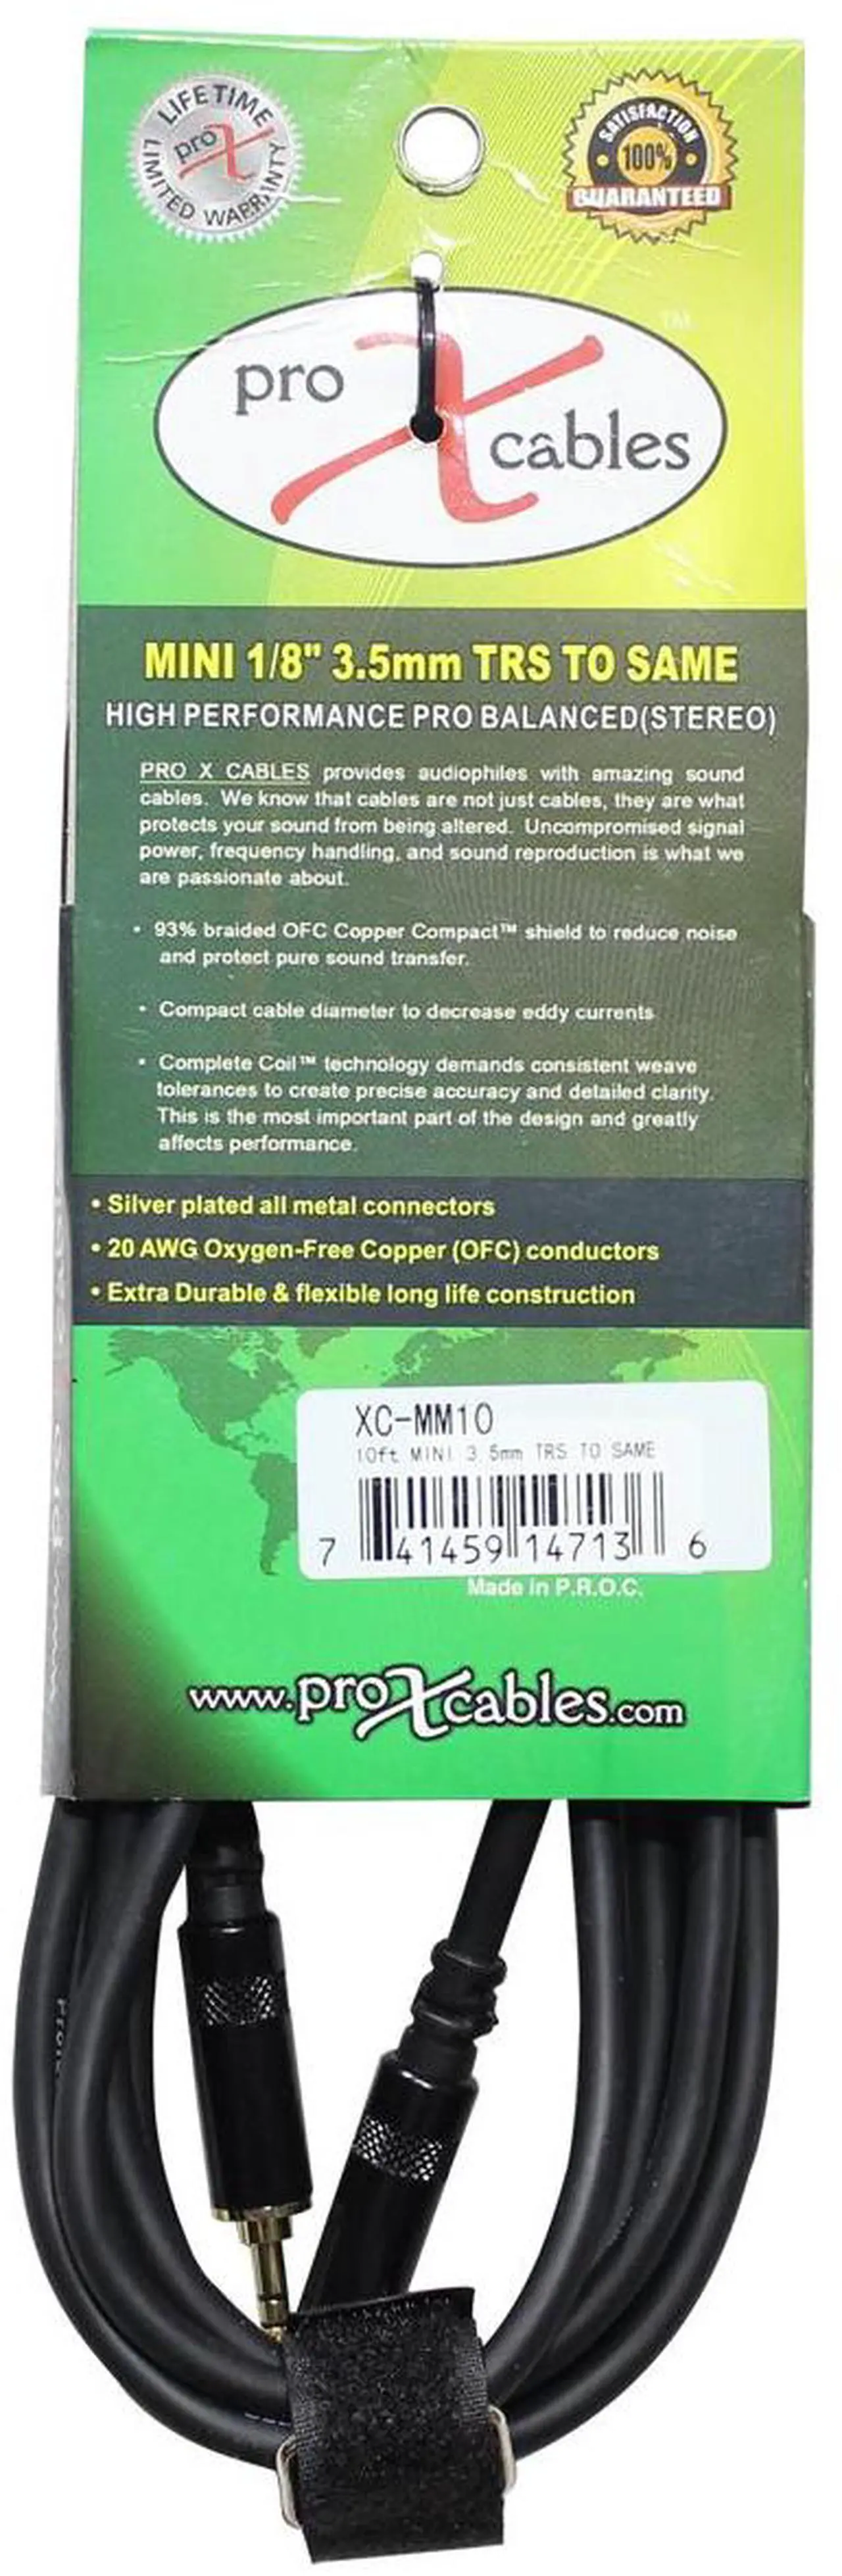 LIFETIME
pro X
LIMITED WARRANTY
SATISFACTION
100%
GUARANTEED
TM
pro X cables
MINI 1/8" 3.5mm TRS TO SAME
HIGH PERFORMANCE PRO BALANCED(STEREO)
PRO X CABLES provides audiophiles with amazing sound
cables. We know that cables are not just cables, they are what
protects your sound from being altered. Uncompromised signal
power, frequency handling, and sound reproduction is what we
are passionate about.
• 93% braided OFC Copper Compact™ shield to reduce noise
and protect pure sound transfer.
• Compact cable diameter to decrease eddy currents
• Complete Coil™ technology demands consistent weave
tolerances to create precise accuracy and detailed clarity.
This is the most important part of the design and greatly
affects performance.
• Silver plated all metal connectors
• 20 AWG Oxygen-Free Copper (OFC) conductors
• Extra Durable & flexible long life construction
XC-MM10
10ft MINI 3.5mm TRS TO SAME
7 41459 14713 6
Made in P.R.O.C.
www.proXcables.com